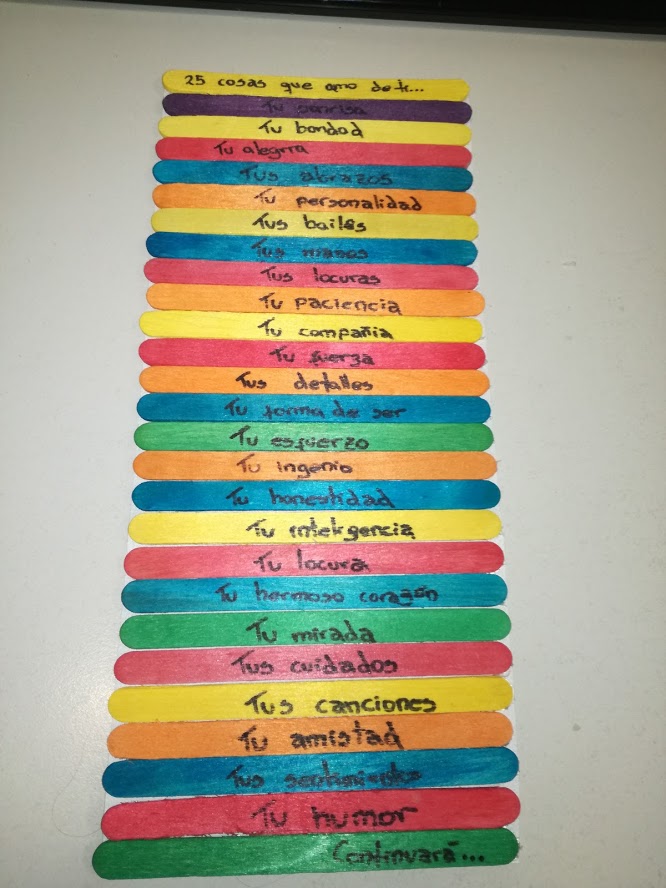 25 cosas que amo de ti...
Tu sonrisa
Tu bondad
Tu alegría
Tus abrazos
Tu personalidad
Tus bailes
Tus manos
Tus locuras
Tu paciencia
Tu compañia
Tu fuerza
Tus detalles
Tu forma de ser
Tu esfuerzo
Tu ingenio
Tu honestidad
Tu inteligencia
Tu locura
Tu hermoso corazón
Tu mirada
Tus cuidados
Tus canciones
Tu amistad
Tus sentimientos
Tu humor
Continuará...